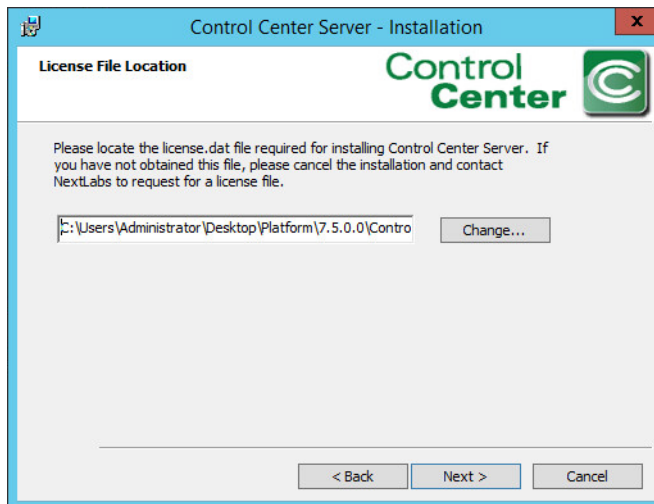 Control Center Server - Installation
x
License File Location
Control
Center
Please locate the license.dat file required for installing Control Center Server. If
you have not obtained this file, please cancel the installation and contact
NextLabs to request for a license file.
C:\Users\Administrator\Desktop\Platform\7.5.0.0\Contro
Change...
< Back
Next >
Cancel